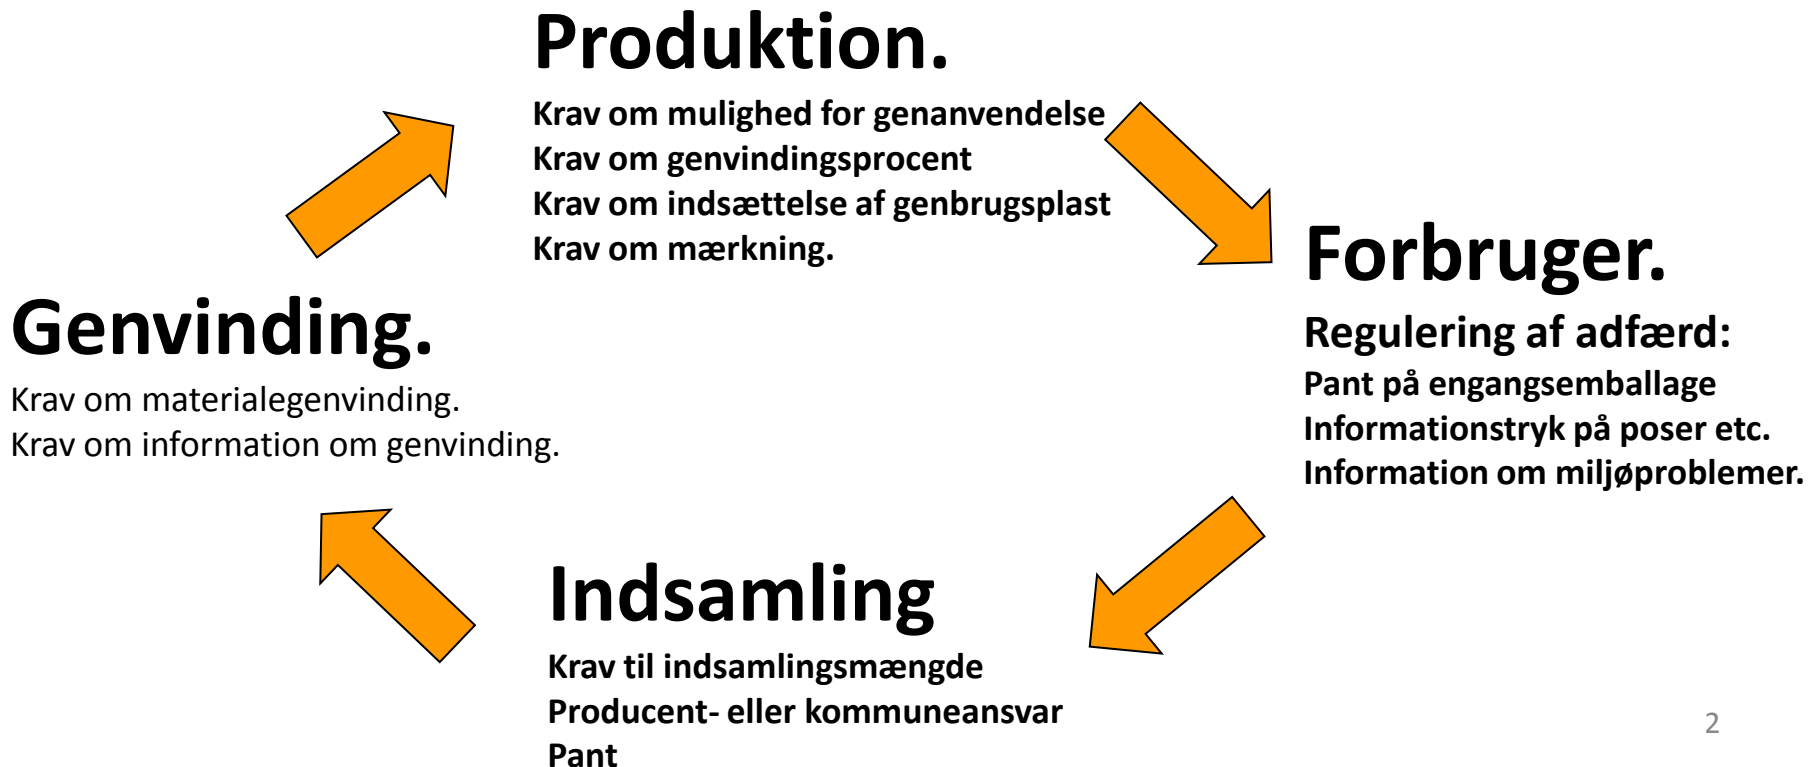 Produktion.
Krav om mulighed for genanvendelse
Krav om genvindingsprocent
Krav om indsættelse af genbrugsplast
Krav om mærkning.
Forbruger.
Regulering af adfærd:
Pant på engangsemballage
Informationstryk på poser etc.
Information om miljøproblemer.
Genvinding.
Krav om materialegenvinding.
Krav om information om genvinding.
Indsamling
Krav til indsamlingsmængde
Producent- eller kommuneansvar
Pant
2